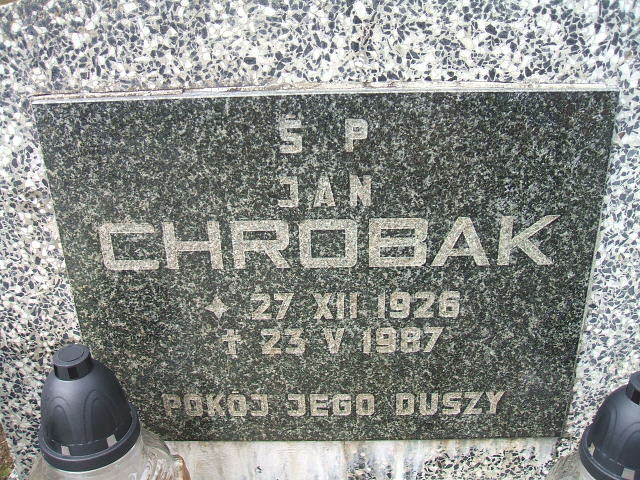 Ś P
JAN
CHROBAK
✦ 27 XII 1926
✝ 23 V 1987
POKÓJ JEGO DUSZY